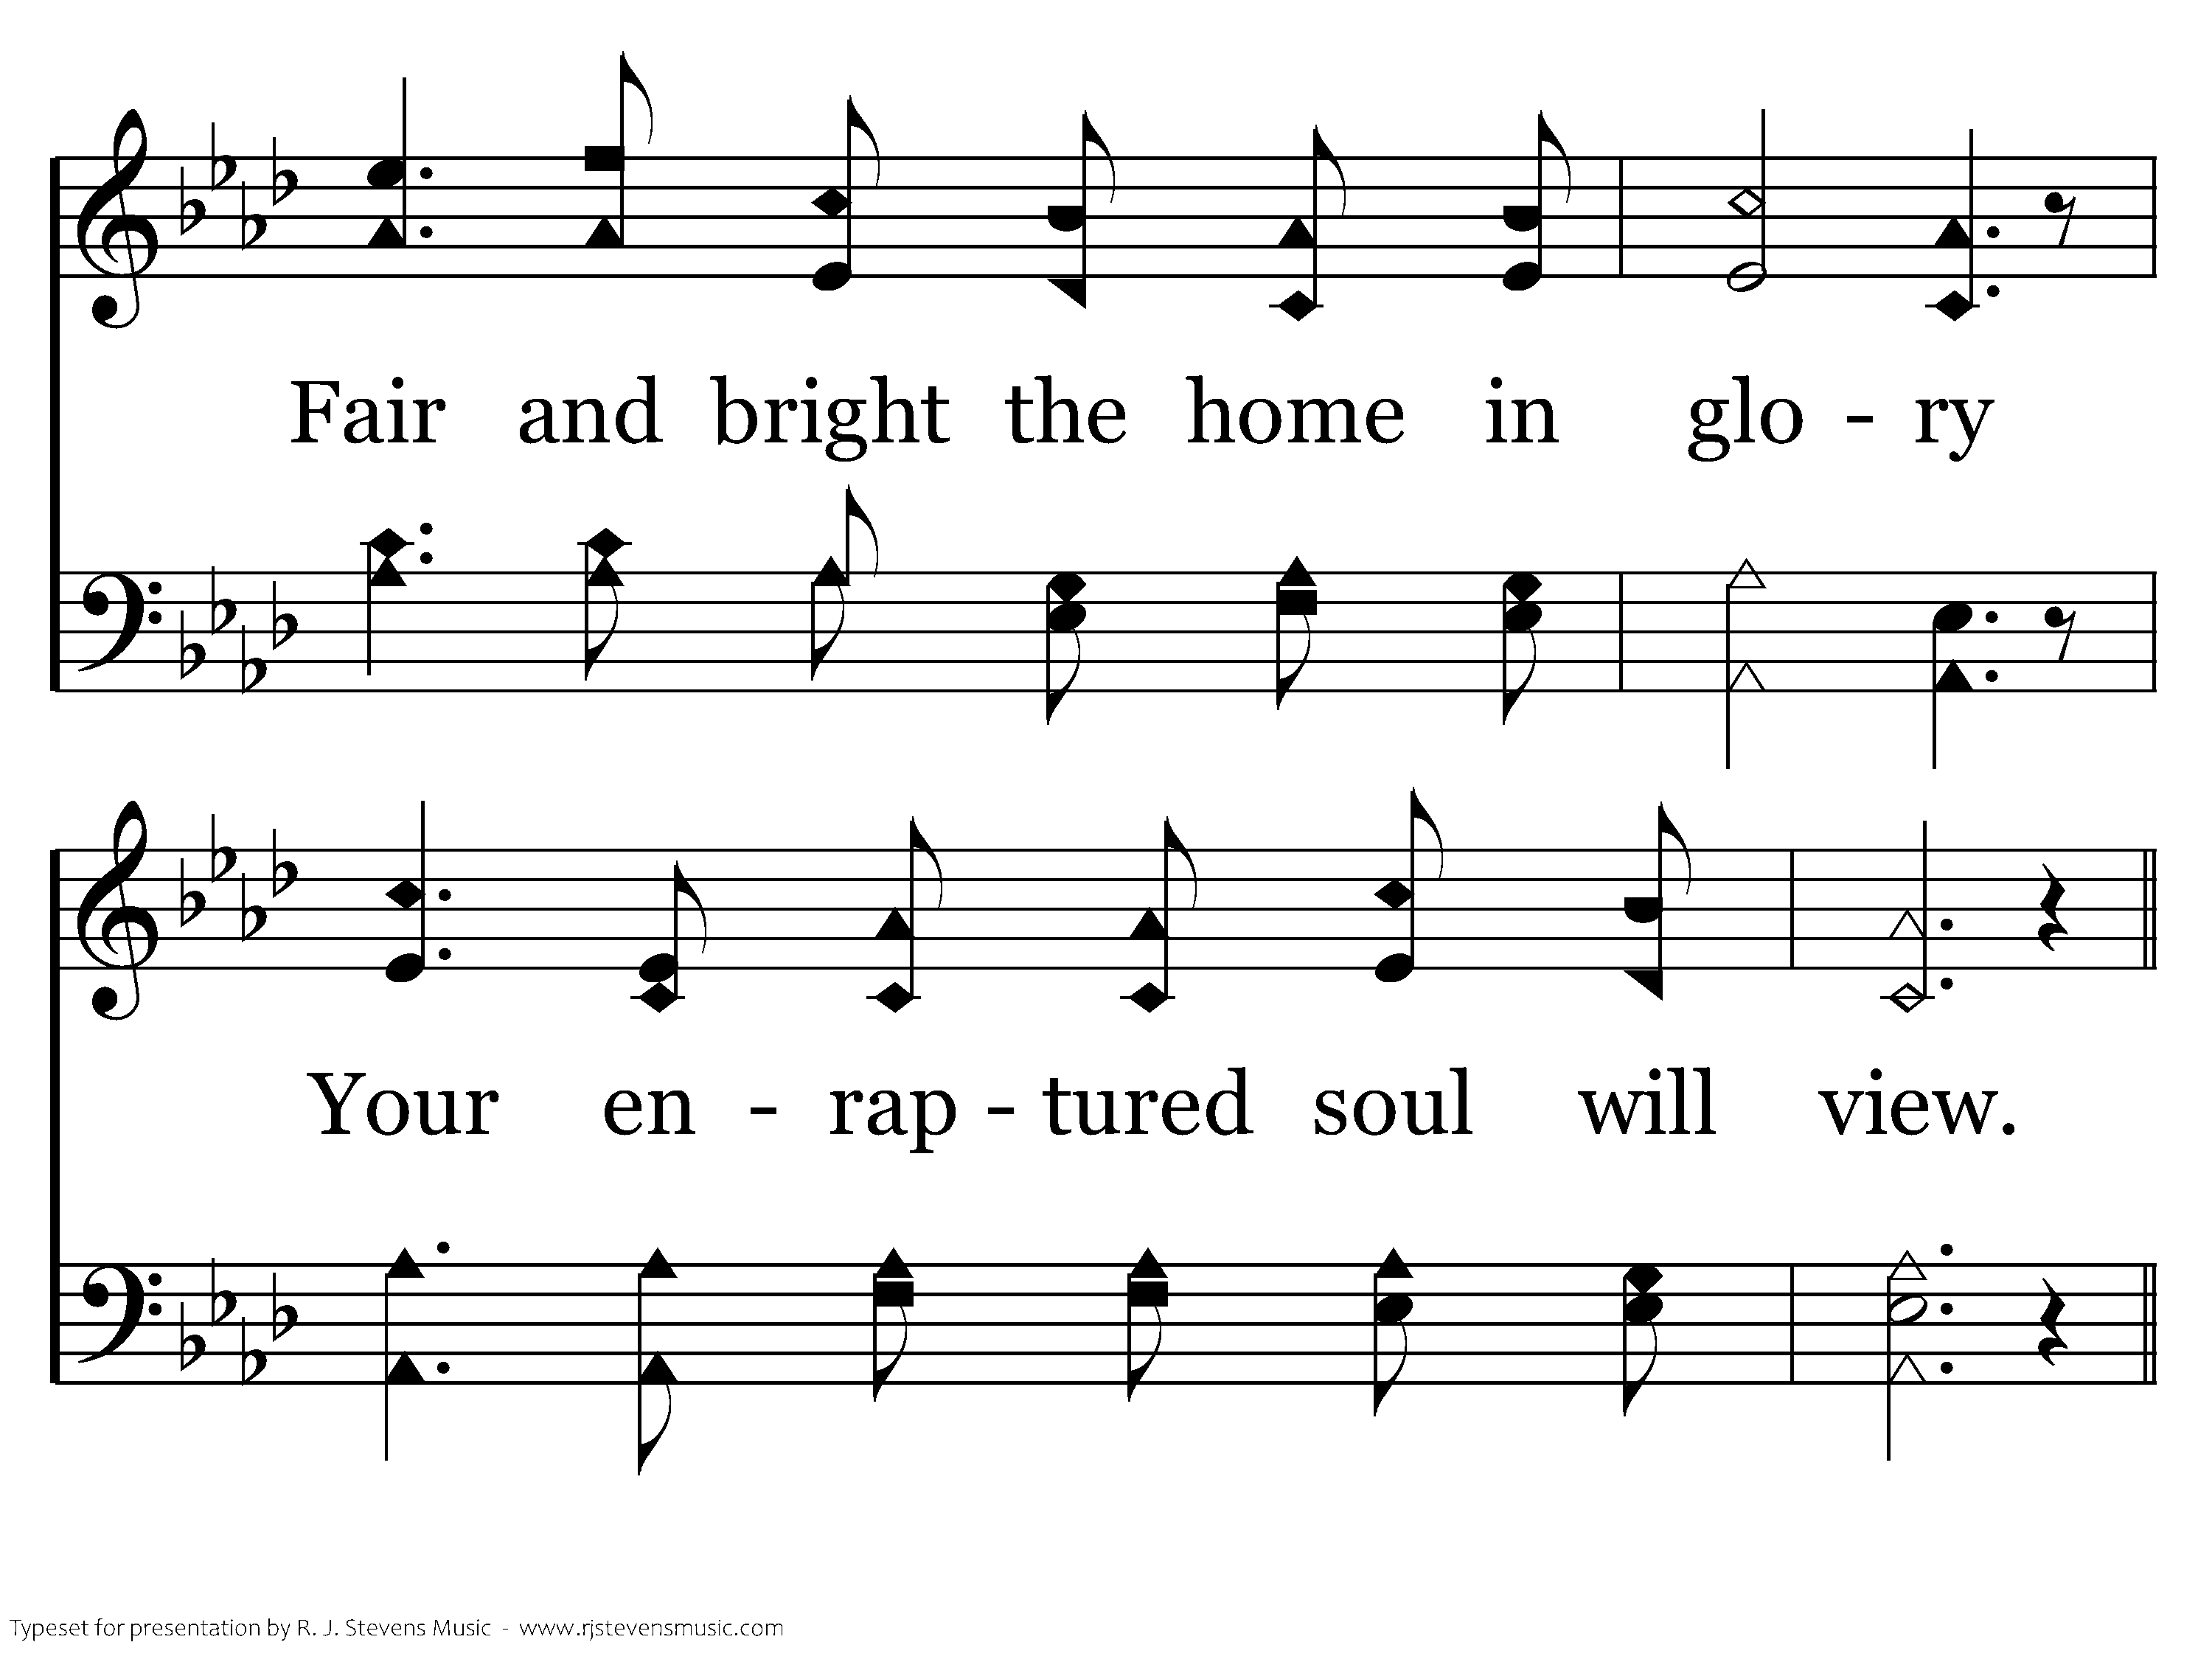 Fair and bright the home in glo - ry
Your en - rap - tured soul will view.
Typeset for presentation by R. J. Stevens Music - www.rjstevensmusic.com